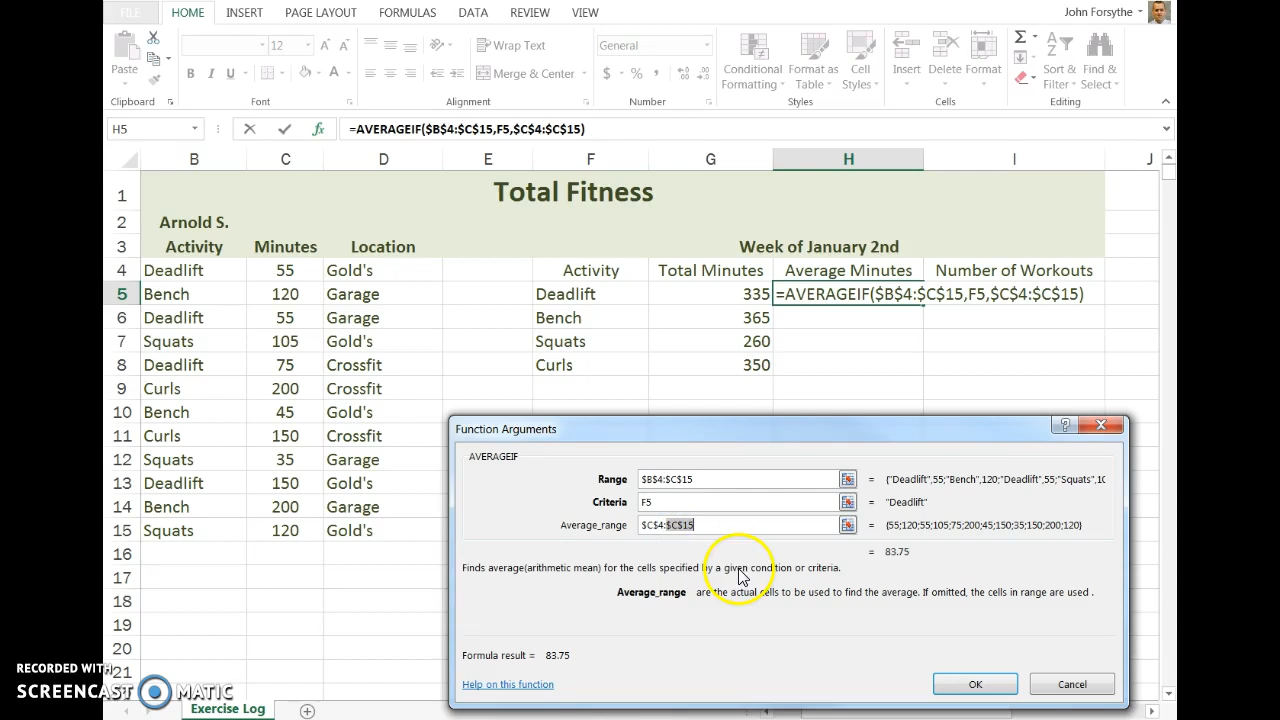 FILE HOME INSERT PAGE LAYOUT FORMULAS DATA REVIEW VIEW John Forsythe
12 A A Wrap Text General
Paste B I U A Merge & Center $ % , Conditional Formatting Format as Table Cell Styles Insert Delete Format Sort & Filter Find & Select
Clipboard Font Alignment Number Styles Cells Editing
H5 fx =AVERAGEIF($B$4:$C$15,F5,$C$4:$C$15)
B C D E F G H I J
1 Total Fitness
2 Arnold S.
3 Activity Minutes Location Week of January 2nd
4 Deadlift 55 Gold's Activity Total Minutes Average Minutes Number of Workouts
5 Bench 120 Garage Deadlift 335 =AVERAGEIF($B$4:$C$15,F5,$C$4:$C$15)
6 Deadlift 55 Garage Bench 365
7 Squats 105 Gold's Squats 260
8 Deadlift 75 Crossfit Curls 350
9 Curls 200 Crossfit
10 Bench 45 Gold's
11 Curls 150 Crossfit
12 Squats 35 Garage
13 Deadlift 150 Gold's
14 Bench 200 Garage
15 Squats 120 Gold's
16
17
18
19
20
21
Function Arguments ?
AVERAGEIF
Range $B$4:$C$15 = {"Deadlift",55;"Bench",120;"Deadlift",55;"Squats",10
Criteria F5 = "Deadlift"
Average_range $C$4:$C$15 = {55;120;55;105;75;200;45;150;35;150;200;120}
= 83.75
Finds average(arithmetic mean) for the cells specified by a given condition or criteria.
Average_range are the actual cells to be used to find the average. If omitted, the cells in range are used .
Formula result = 83.75
Help on this function OK Cancel
Exercise Log
RECORDED WITH
SCREENCAST MATIC